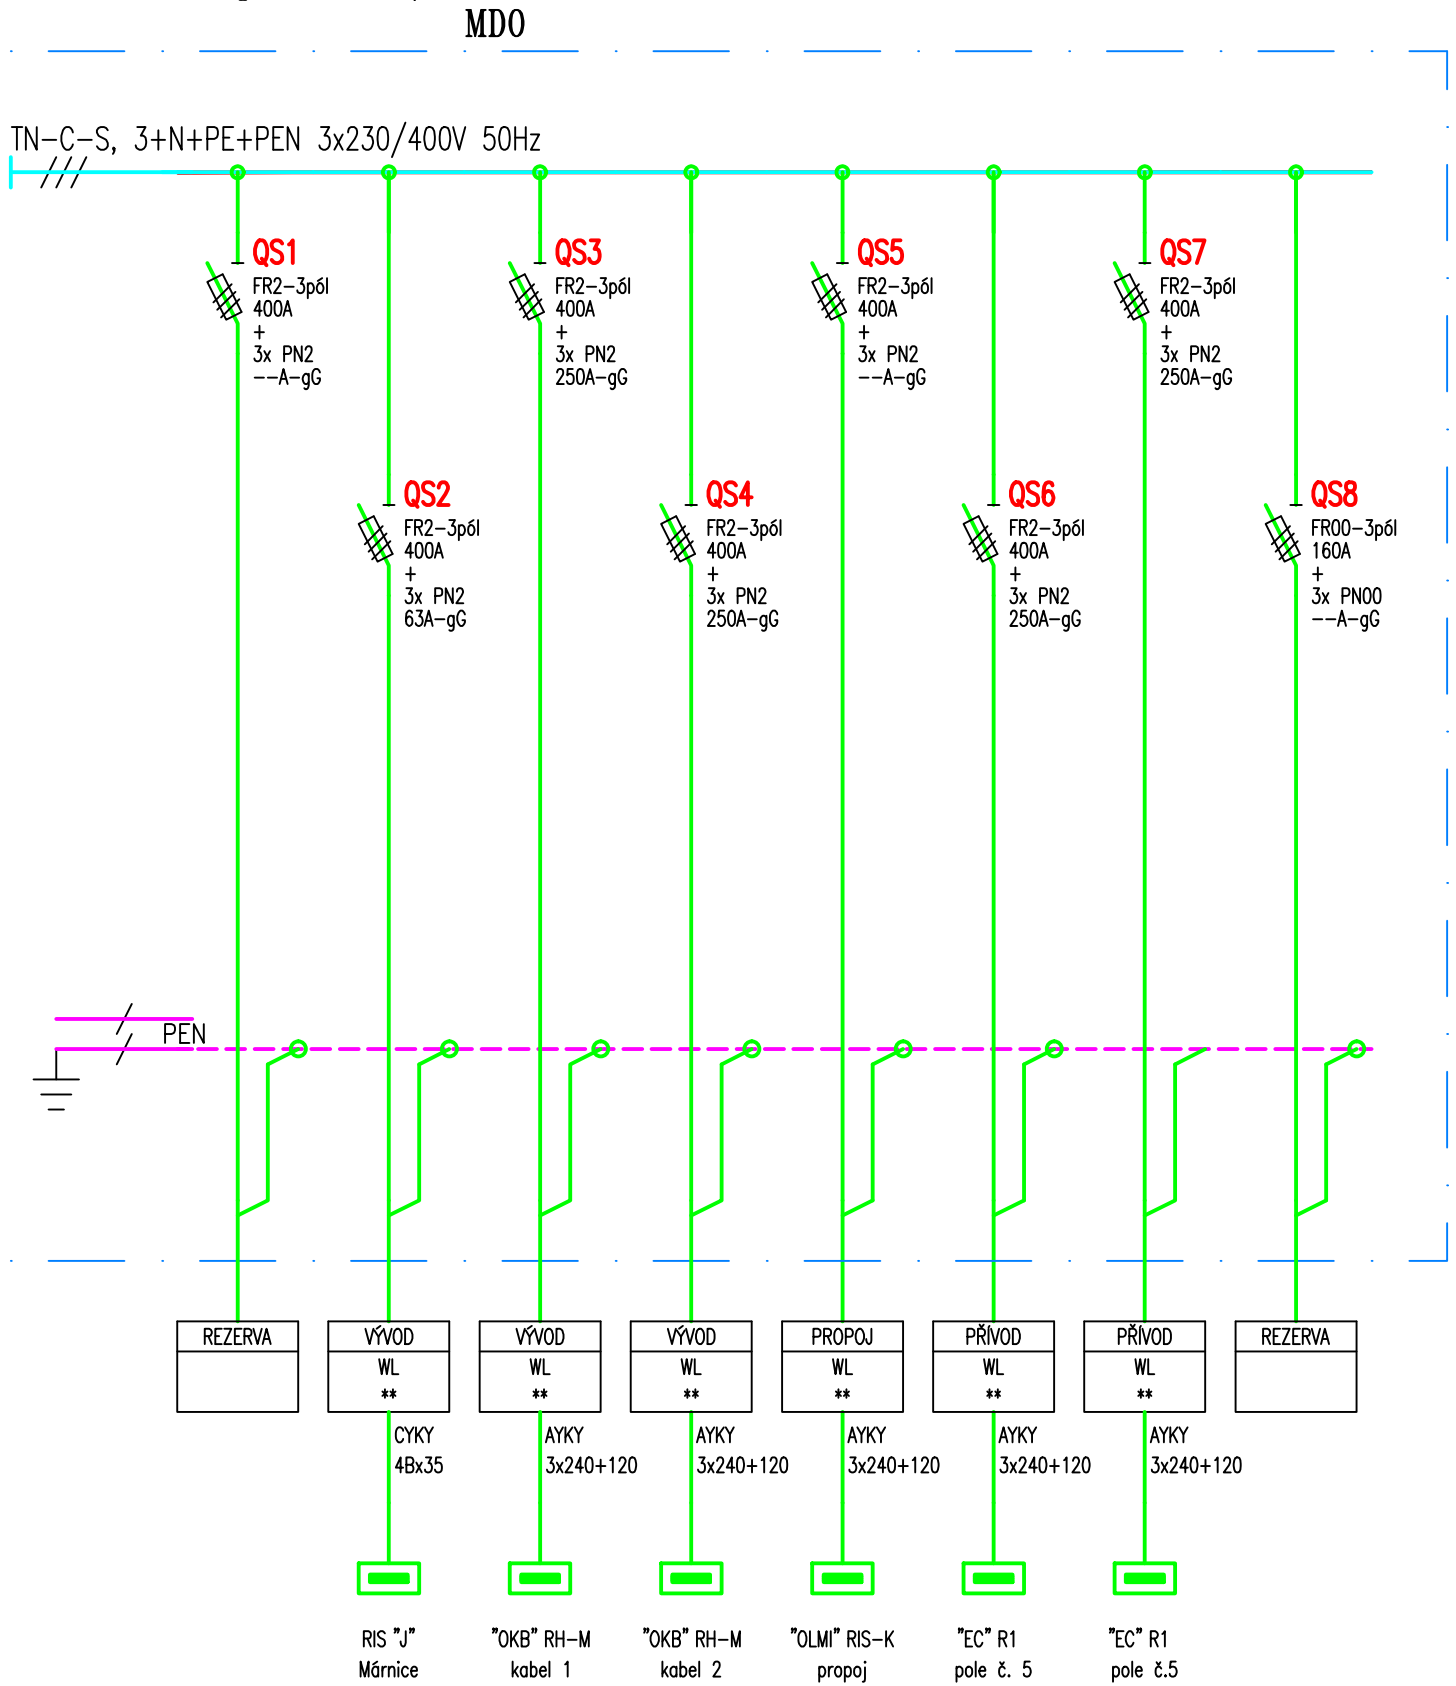 MDO
TN-C-S, 3+N+PE+PEN 3x230/400V 50Hz
QS1
FR2-3pól
400A
+
3x PN2
--A-gG
QS3
FR2-3pól
400A
+
3x PN2
250A-gG
QS5
FR2-3pól
400A
+
3x PN2
--A-gG
QS7
FR2-3pól
400A
+
3x PN2
250A-gG
QS2
FR2-3pól
400A
+
3x PN2
63A-gG
QS4
FR2-3pól
400A
+
3x PN2
250A-gG
QS6
FR2-3pól
400A
+
3x PN2
250A-gG
QS8
FR00-3pól
160A
+
3x PN00
--A-gG
PEN
REZERVA
VÝVOD
WL
**
CYKY
4Bx35
RIS "J"
Márnice
VÝVOD
WL
**
AYKY
3x240+120
"OKB" RH-M
kabel 1
VÝVOD
WL
**
AYKY
3x240+120
"OKB" RH-M
kabel 2
PROPOJ
WL
**
AYKY
3x240+120
"OLMI" RIS-K
propoj
PŘÍVOD
WL
**
AYKY
3x240+120
"EC" R1
pole č. 5
PŘÍVOD
WL
**
AYKY
3x240+120
"EC" R1
pole č.5
REZERVA